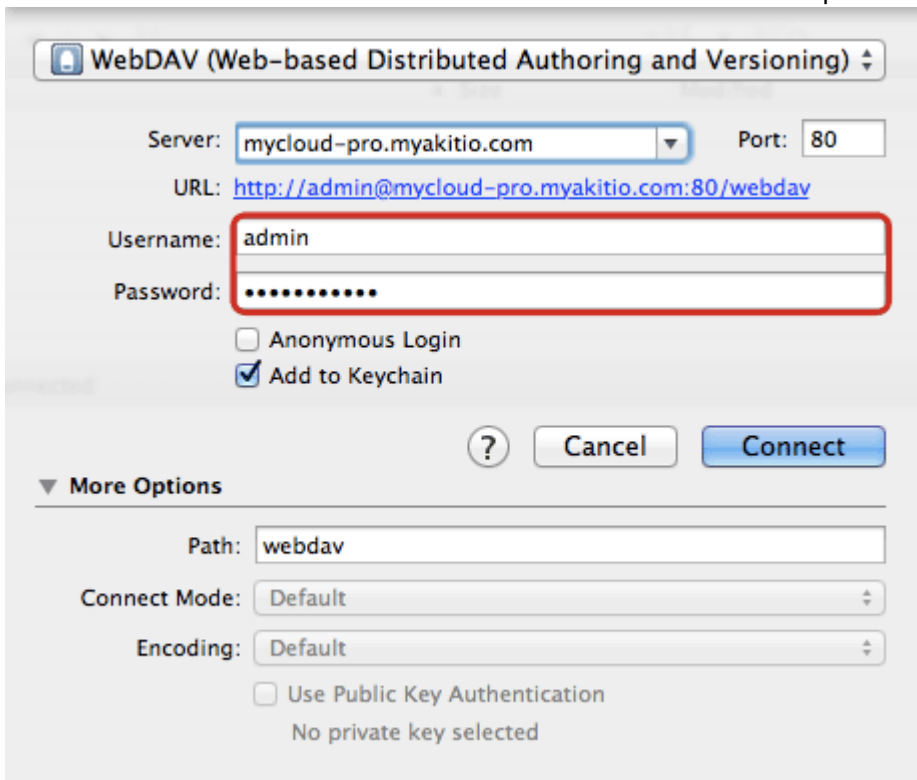 WebDAV (Web-based Distributed Authoring and Versioning)
Size Modified
Server: mycloud-pro.myakitio.com Port: 80
URL: http://admin@mycloud-pro.myakitio.com:80/webdav
Username: admin
Password: •••••••••••
Anonymous Login
Add to Keychain
? Cancel Connect
More Options
Path: webdav
Connect Mode: Default
Encoding: Default
Use Public Key Authentication
No private key selected